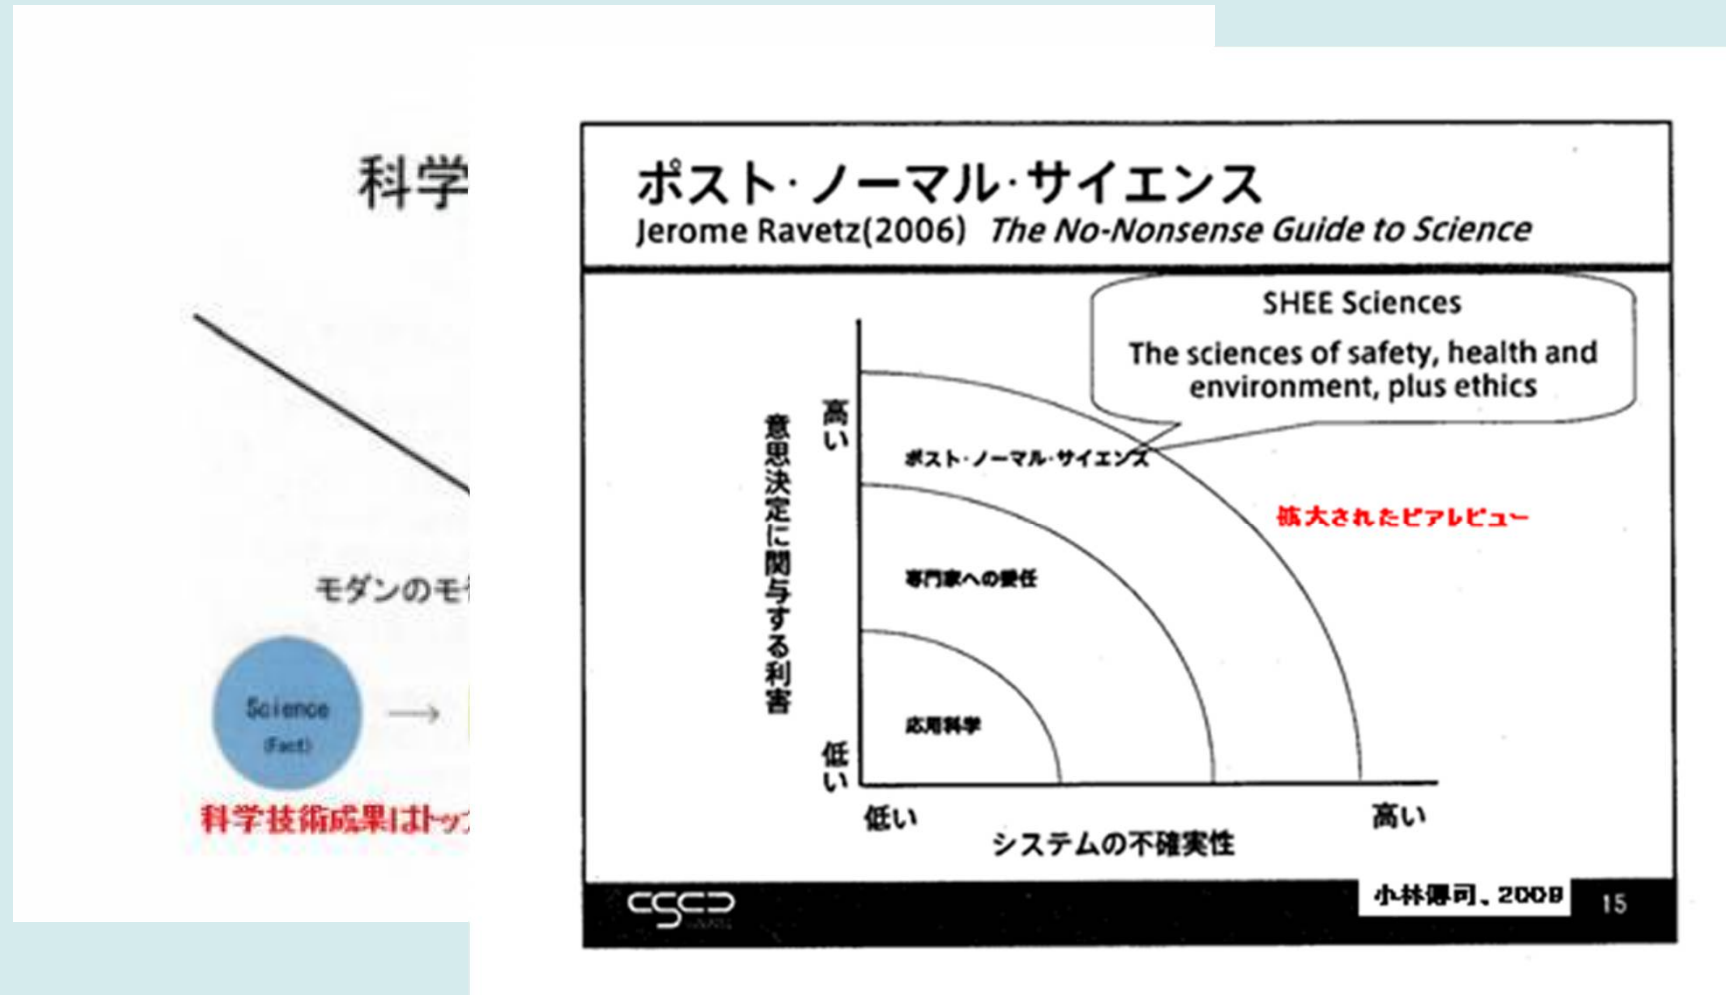 科学
モダンのモ
Science
(Fact)
科学技術成果はトッ
ポスト・ノーマル・サイエンス
Jerome Ravetz(2006) The No-Nonsense Guide to Science
SHEE Sciences
The sciences of safety, health and
environment, plus ethics
意思決定に関与する利害
高い
ポスト・ノーマル・サイエンス
拡大されたピアレビュー
専門家への委任
応用科学
低い
低い
高い
システムの不確実性
CSCD
小林傳司、2008
15